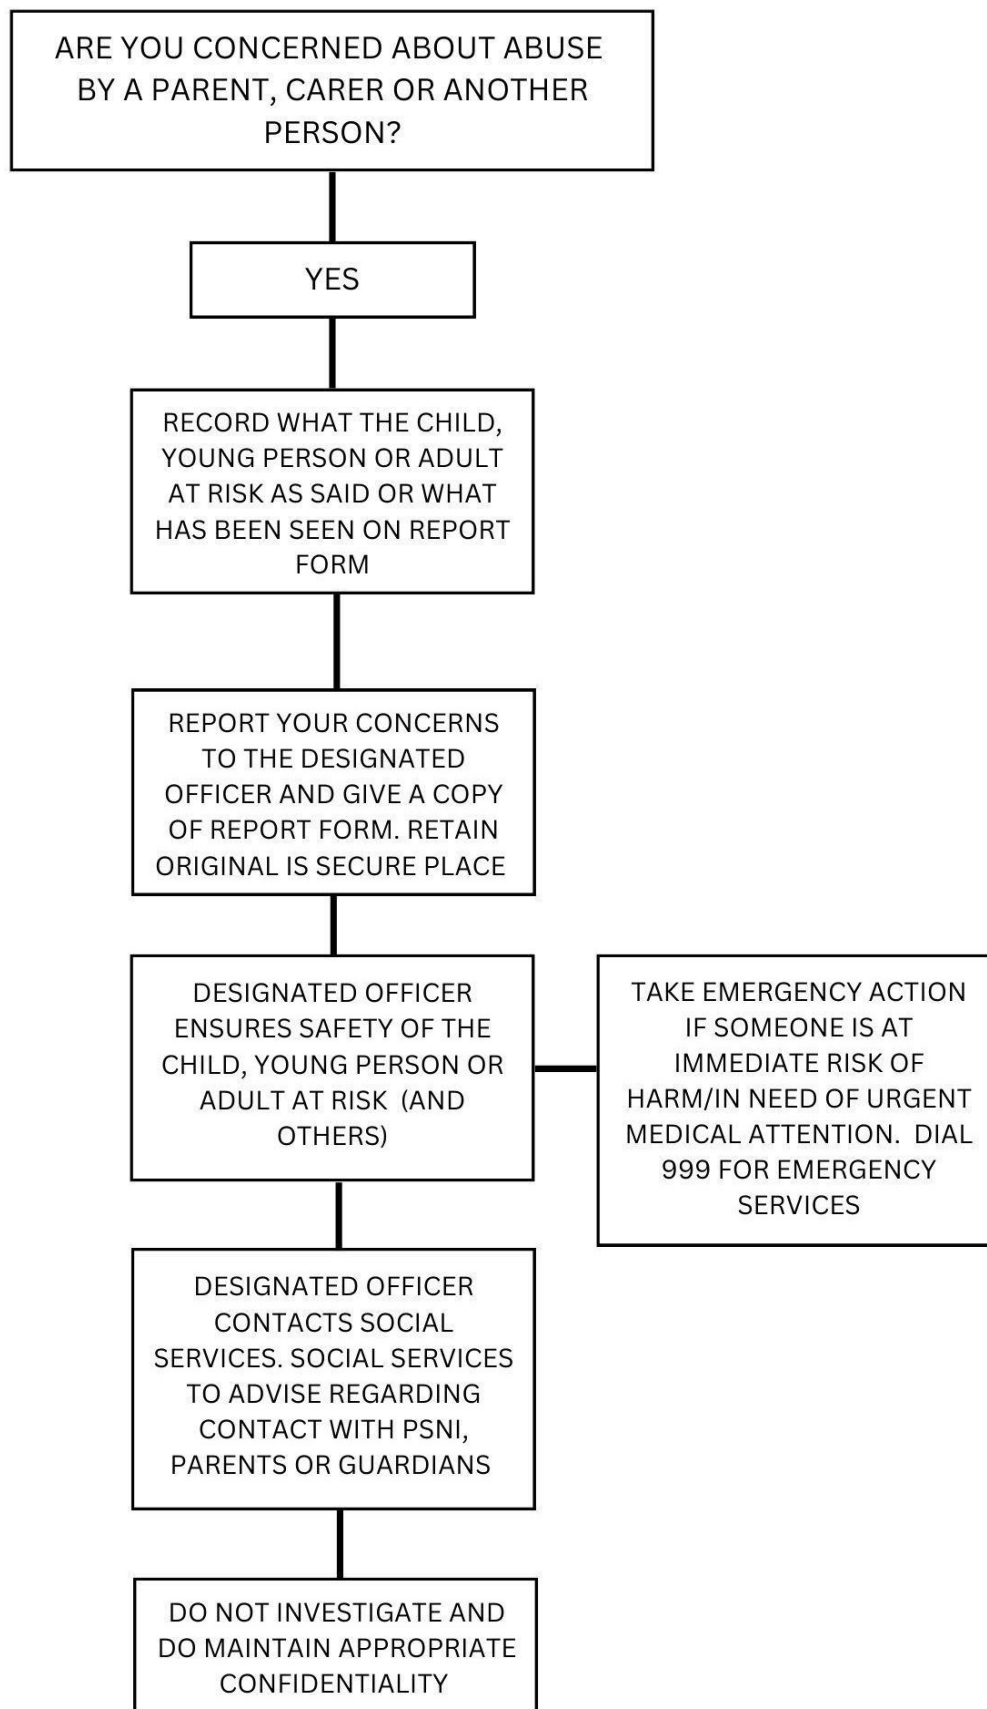 ARE YOU CONCERNED ABOUT ABUSE
BY A PARENT, CARER OR ANOTHER
PERSON?
YES
RECORD WHAT THE CHILD,
YOUNG PERSON OR ADULT
AT RISK AS SAID OR WHAT
HAS BEEN SEEN ON REPORT
FORM
REPORT YOUR CONCERNS
TO THE DESIGNATED
OFFICER AND GIVE A COPY
OF REPORT FORM. RETAIN
ORIGINAL IS SECURE PLACE
DESIGNATED OFFICER
ENSURES SAFETY OF THE
CHILD, YOUNG PERSON OR
ADULT AT RISK (AND
OTHERS)
TAKE EMERGENCY ACTION
IF SOMEONE IS AT
IMMEDIATE RISK OF
HARM/IN NEED OF URGENT
MEDICAL ATTENTION. DIAL
999 FOR EMERGENCY
SERVICES
DESIGNATED OFFICER
CONTACTS SOCIAL
SERVICES. SOCIAL SERVICES
TO ADVISE REGARDING
CONTACT WITH PSNI,
PARENTS OR GUARDIANS
DO NOT INVESTIGATE AND
DO MAINTAIN APPROPRIATE
CONFIDENTIALITY